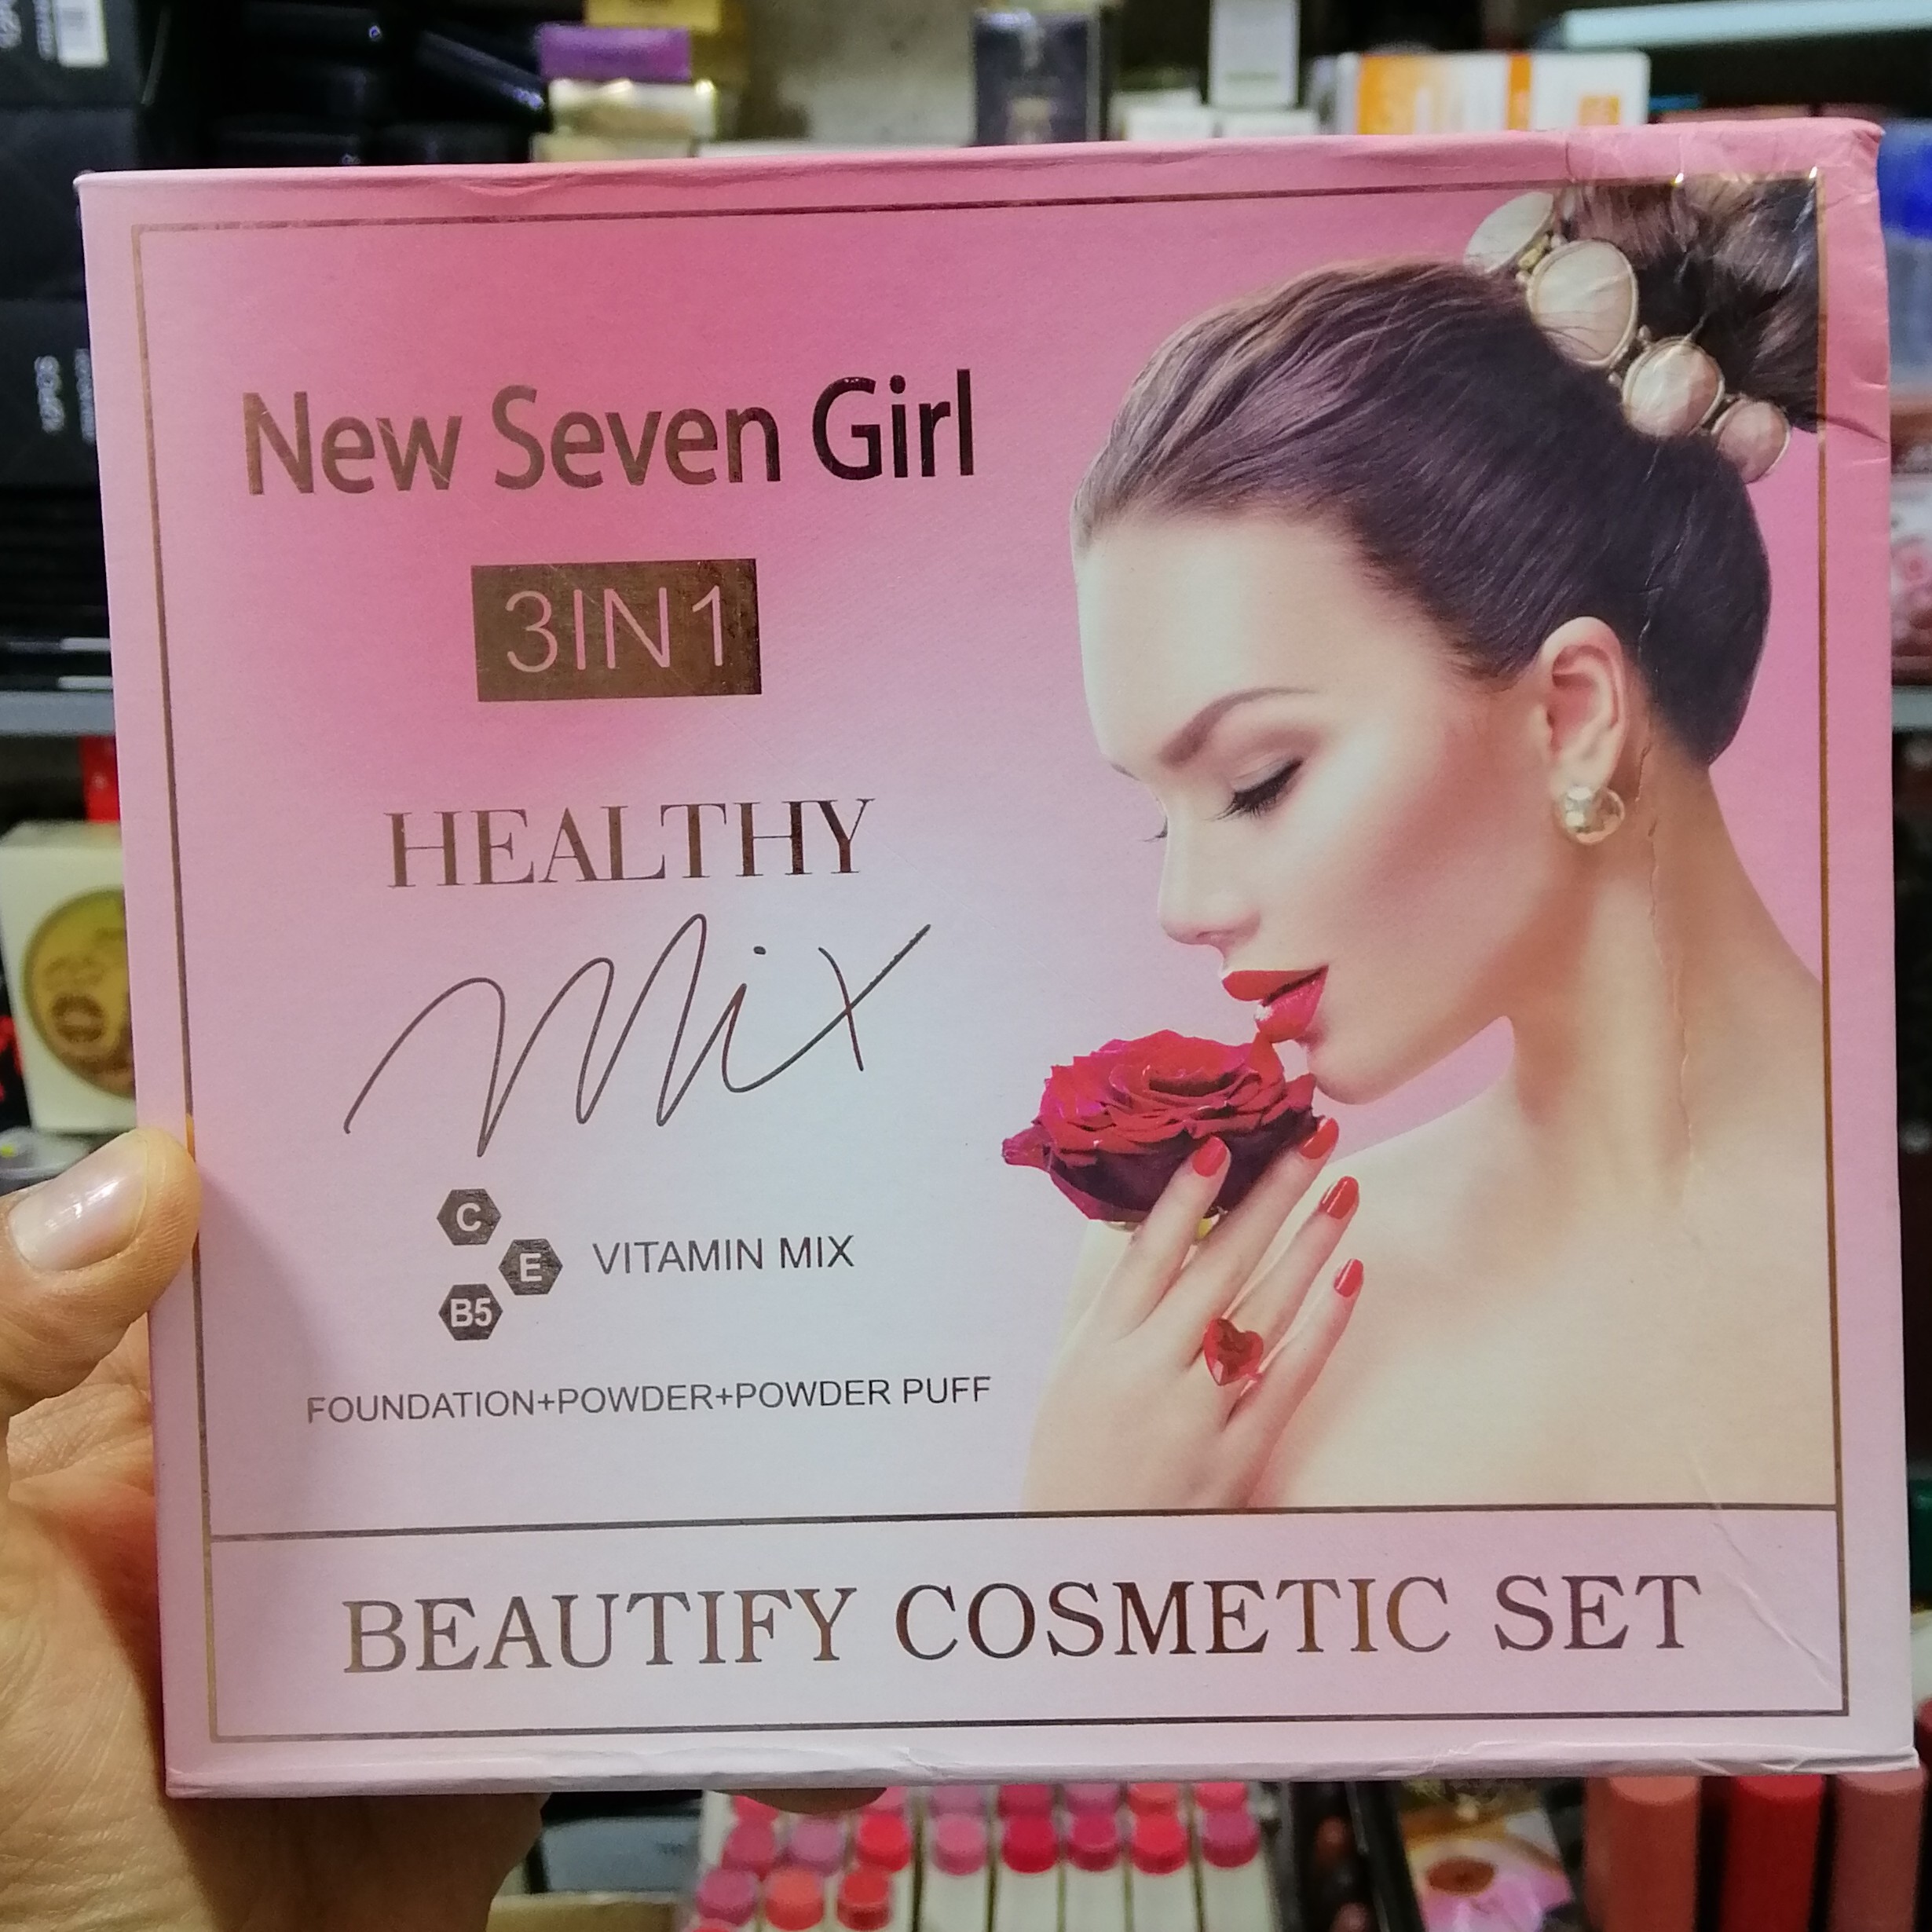 New Seven Girl
3IN1
HEALTHY
Mix
C
E
VITAMIN MIX
B5
FOUNDATION+POWDER+POWDER PUFF
BEAUTIFY COSMETIC SET